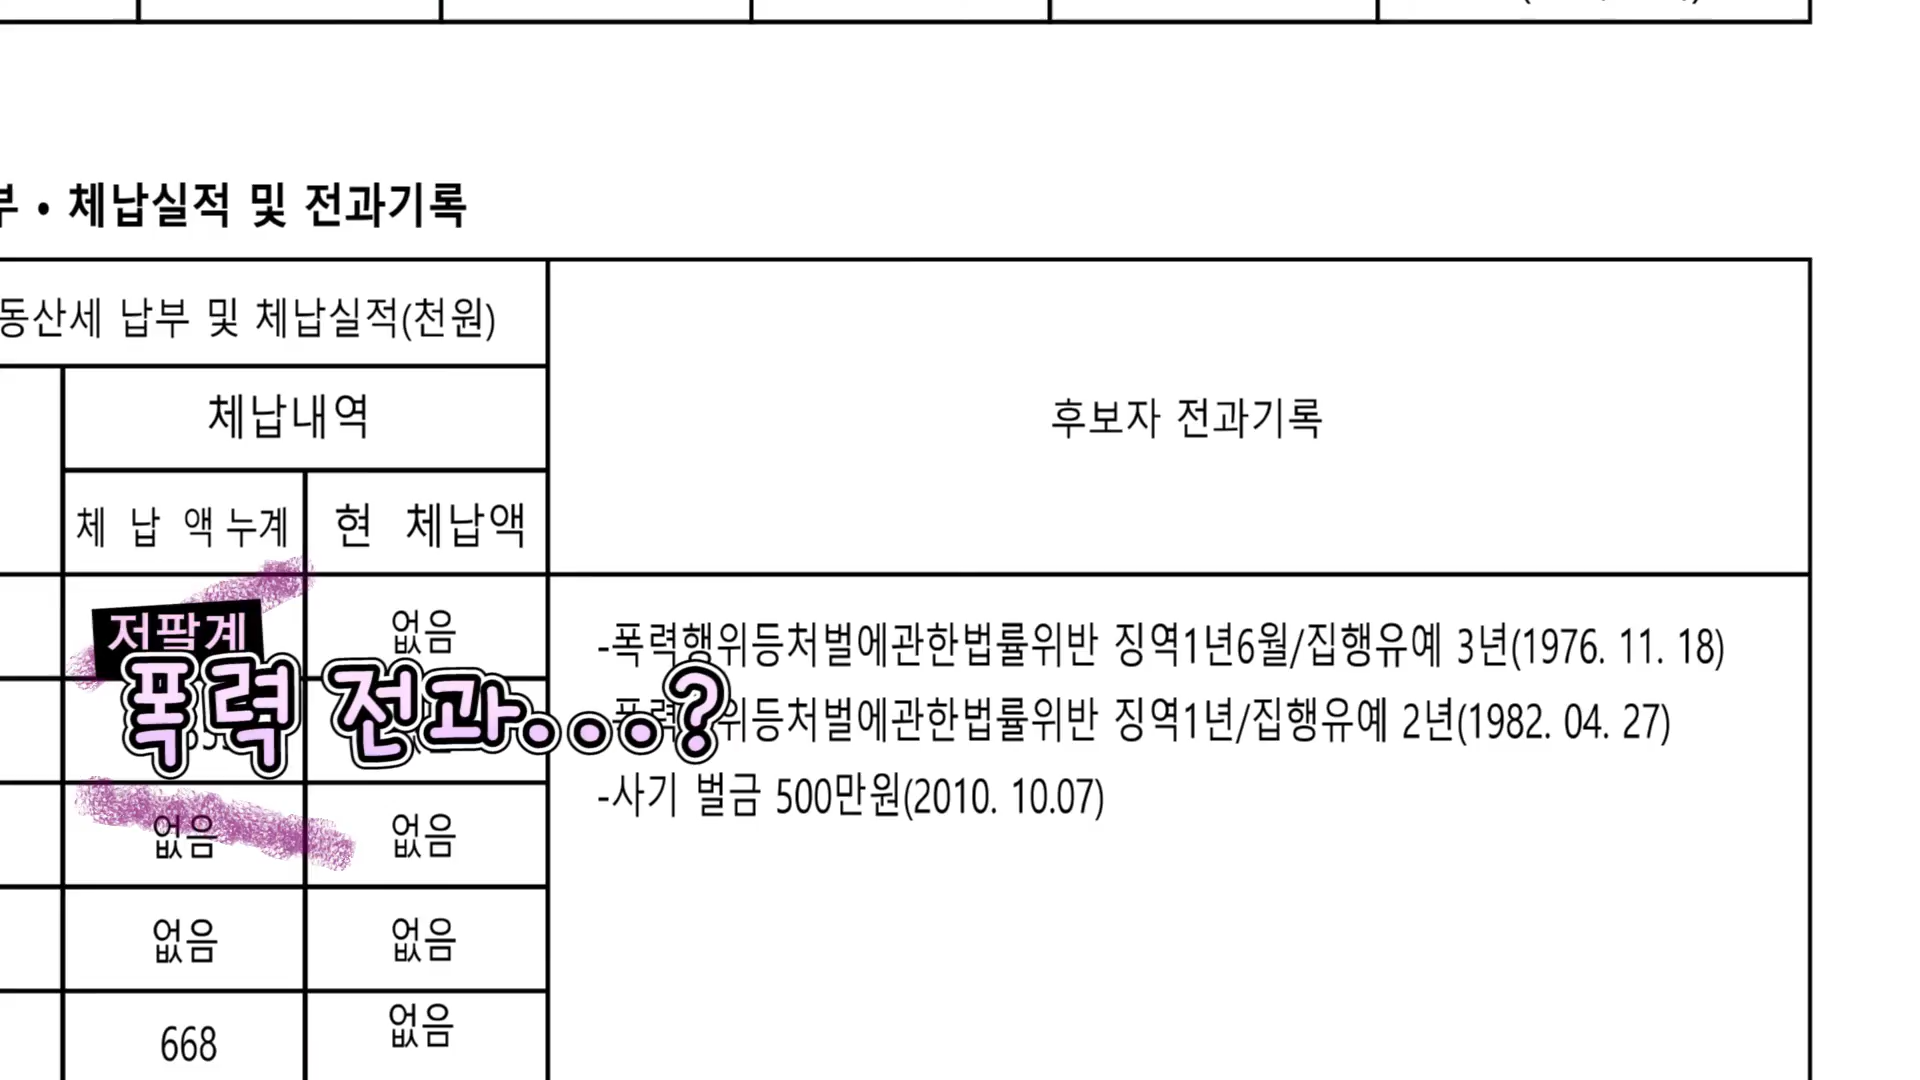 부 • 체납실적 및 전과기록
동산세 납부 및 체납실적(천원)
체납내역
후보자 전과기록
체 납 액 누계
현 체납액
저팔계
없음
-폭력행위등처벌에관한법률위반 징역1년6월/집행유예 3년(1976. 11. 18)
폭력 전과...?
폭력 위등처벌에관한법률위반 징역1년/집행유예 2년(1982. 04. 27)
-사기 벌금 500만원(2010. 10.07)
없음
없음
없음
없음
668
없음